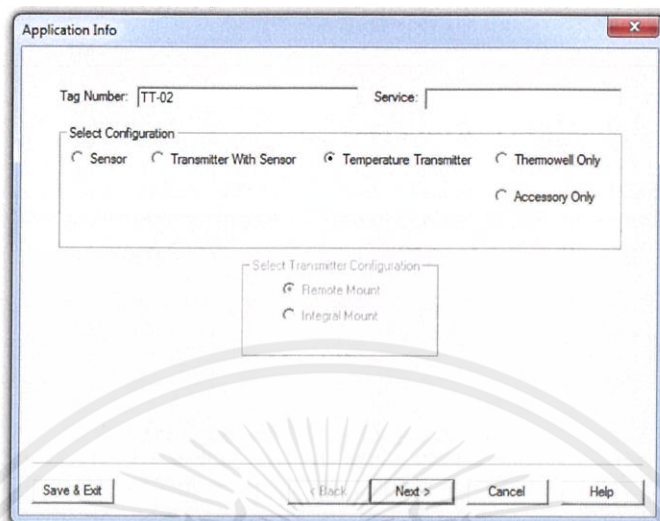 Application Info
Tag Number: TT-02 Service:
Select Configuration
Sensor Transmitter With Sensor Temperature Transmitter Thermowell Only
Accessory Only
Select Transmitter Configuration
Remote Mount
Integral Mount
Save & Exit < Back Next > Cancel Help